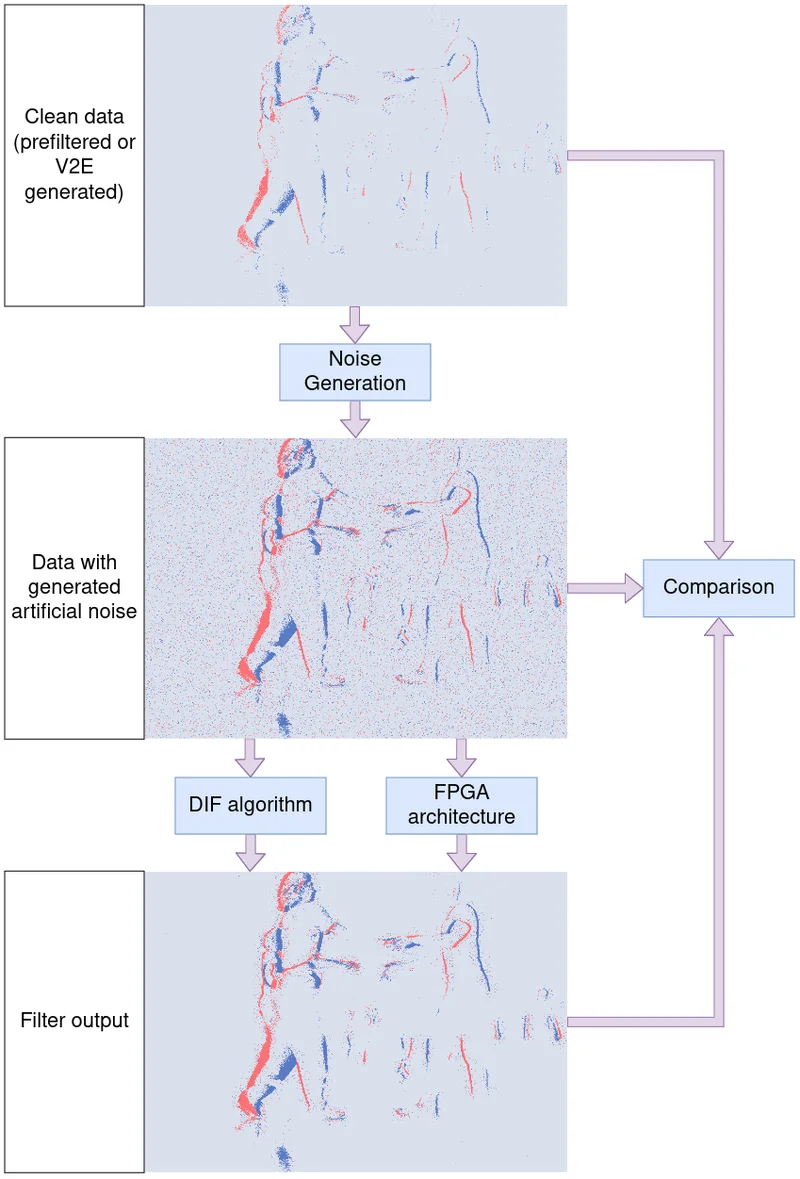 Clean data
(prefiltered or
V2E
generated)
Noise
Generation
Data with
generated
artificial noise
Comparison
DIF algorithm
FPGA
architecture
Filter output